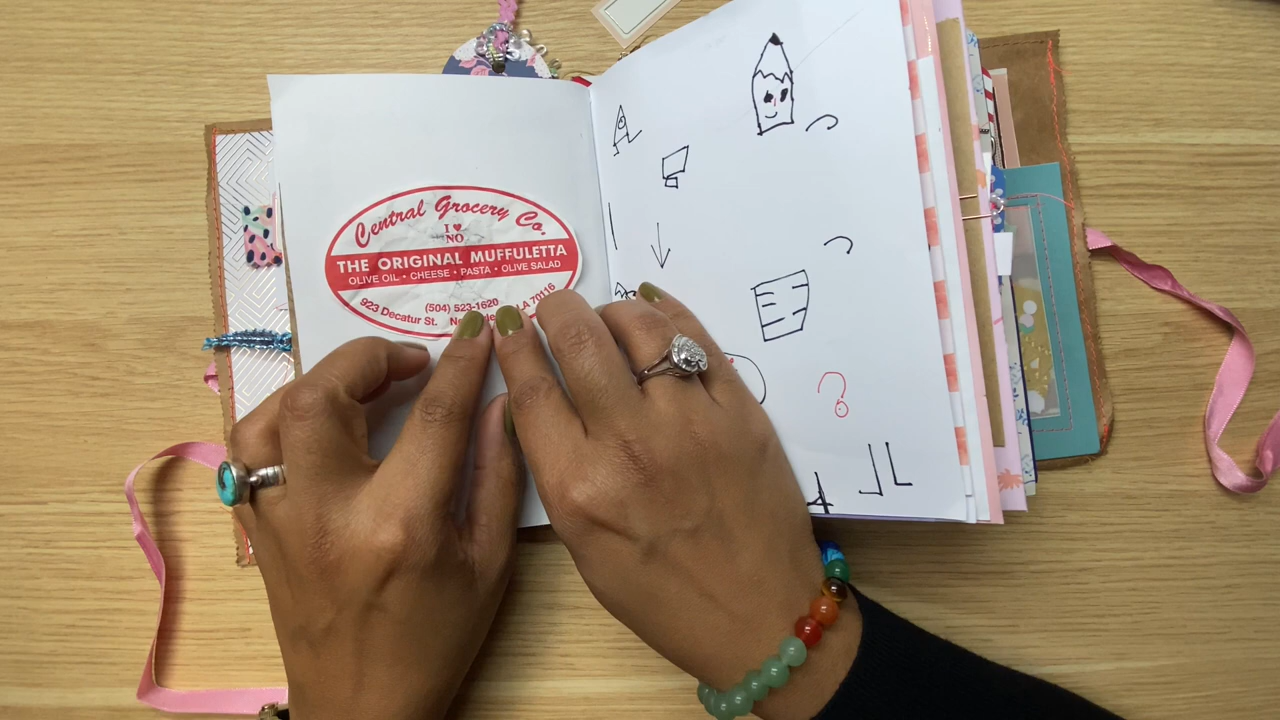 Central Grocery Co.
I ♥
NO
THE ORIGINAL MUFFULETTA
OLIVE OIL • CHEESE • PASTA • OLIVE SALAD
(504) 523-1620
923 Decatur St. LA 70116
?